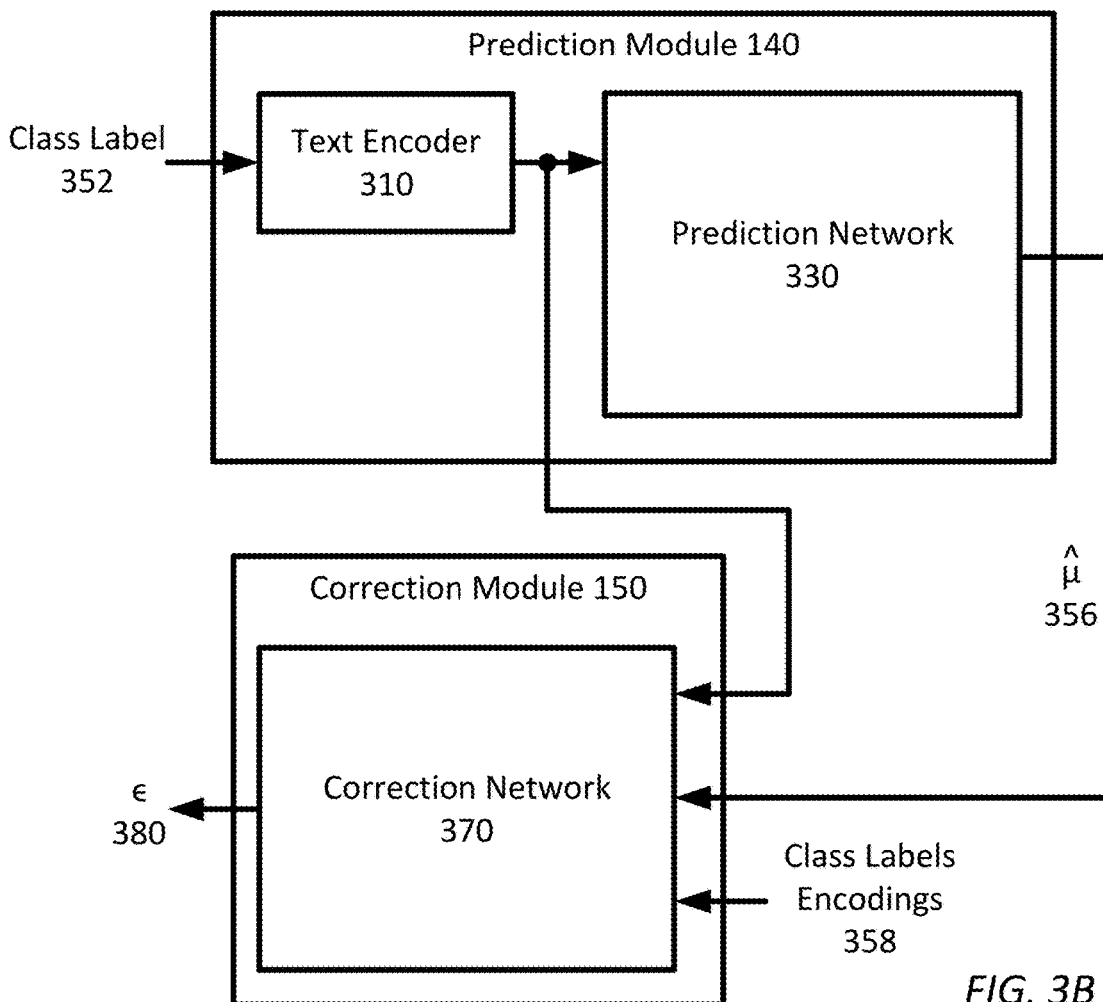 Prediction Module 140
Class Label
352
Text Encoder
310
Prediction Network
330
Correction Module 150
μ̂
356
Correction Network
370
ϵ
380
Class Labels
Encodings
358
FIG. 3B